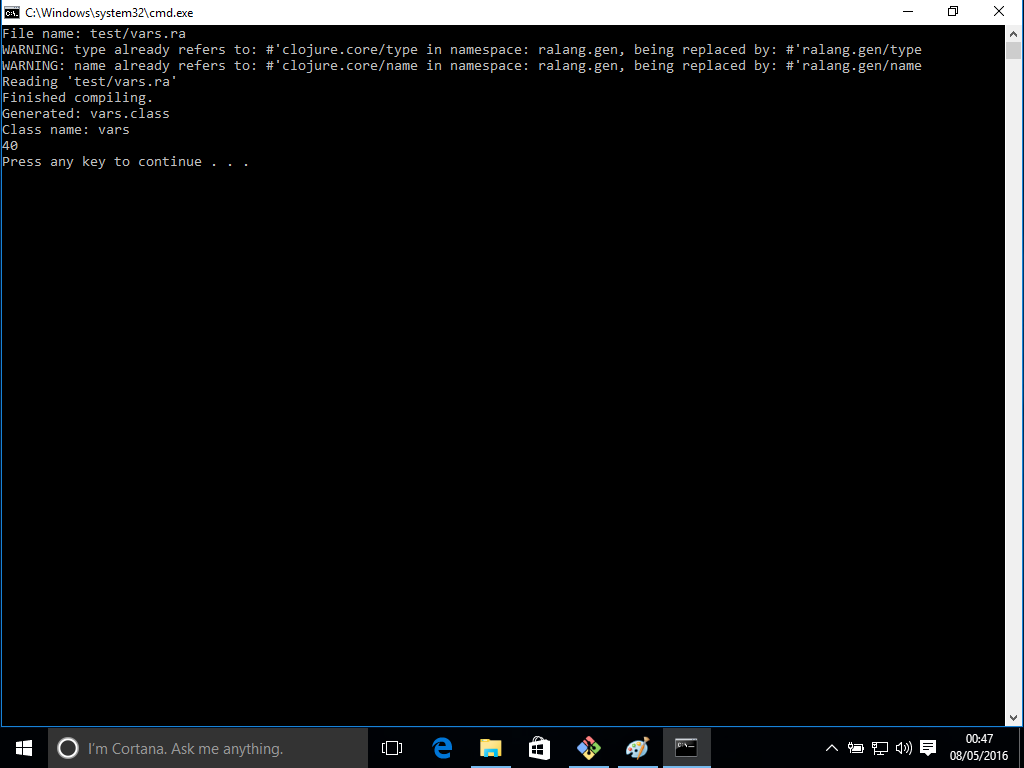 C:\Windows\system32\cmd.exe
File name: test/vars.ra
WARNING: type already refers to: #'clojure.core/type in namespace: ralang.gen, being replaced by: #'ralang.gen/type
WARNING: name already refers to: #'clojure.core/name in namespace: ralang.gen, being replaced by: #'ralang.gen/name
Reading 'test/vars.ra'
Finished compiling.
Generated: vars.class
Class name: vars
40
Press any key to continue . . .
I'm Cortana. Ask me anything.
00:47
08/05/2016